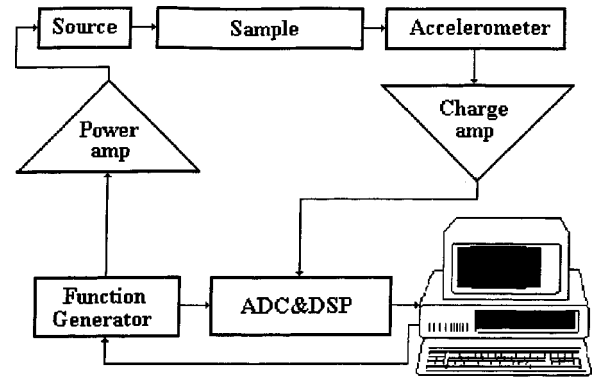 Source
Sample
Accelerometer
Power
amp
Charge
amp
Function
Generator
ADC&DSP